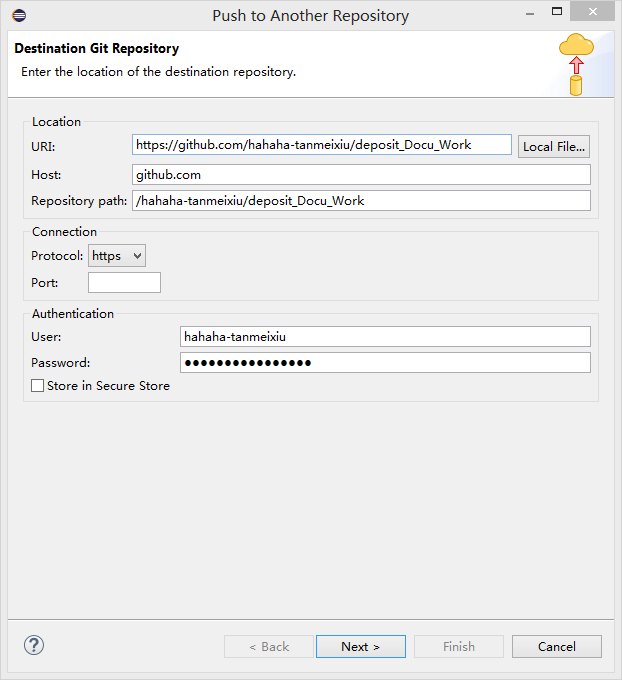 Push to Another Repository
Destination Git Repository
Enter the location of the destination repository.
Location
URI: https://github.com/hahaha-tanmeixiu/deposit_Docu_Work Local File...
Host: github.com
Repository path: /hahaha-tanmeixiu/deposit_Docu_Work
Connection
Protocol: https
Port:
Authentication
User: hahaha-tanmeixiu
Password: ●●●●●●●●●●●●●●●●
Store in Secure Store
? < Back Next > Finish Cancel